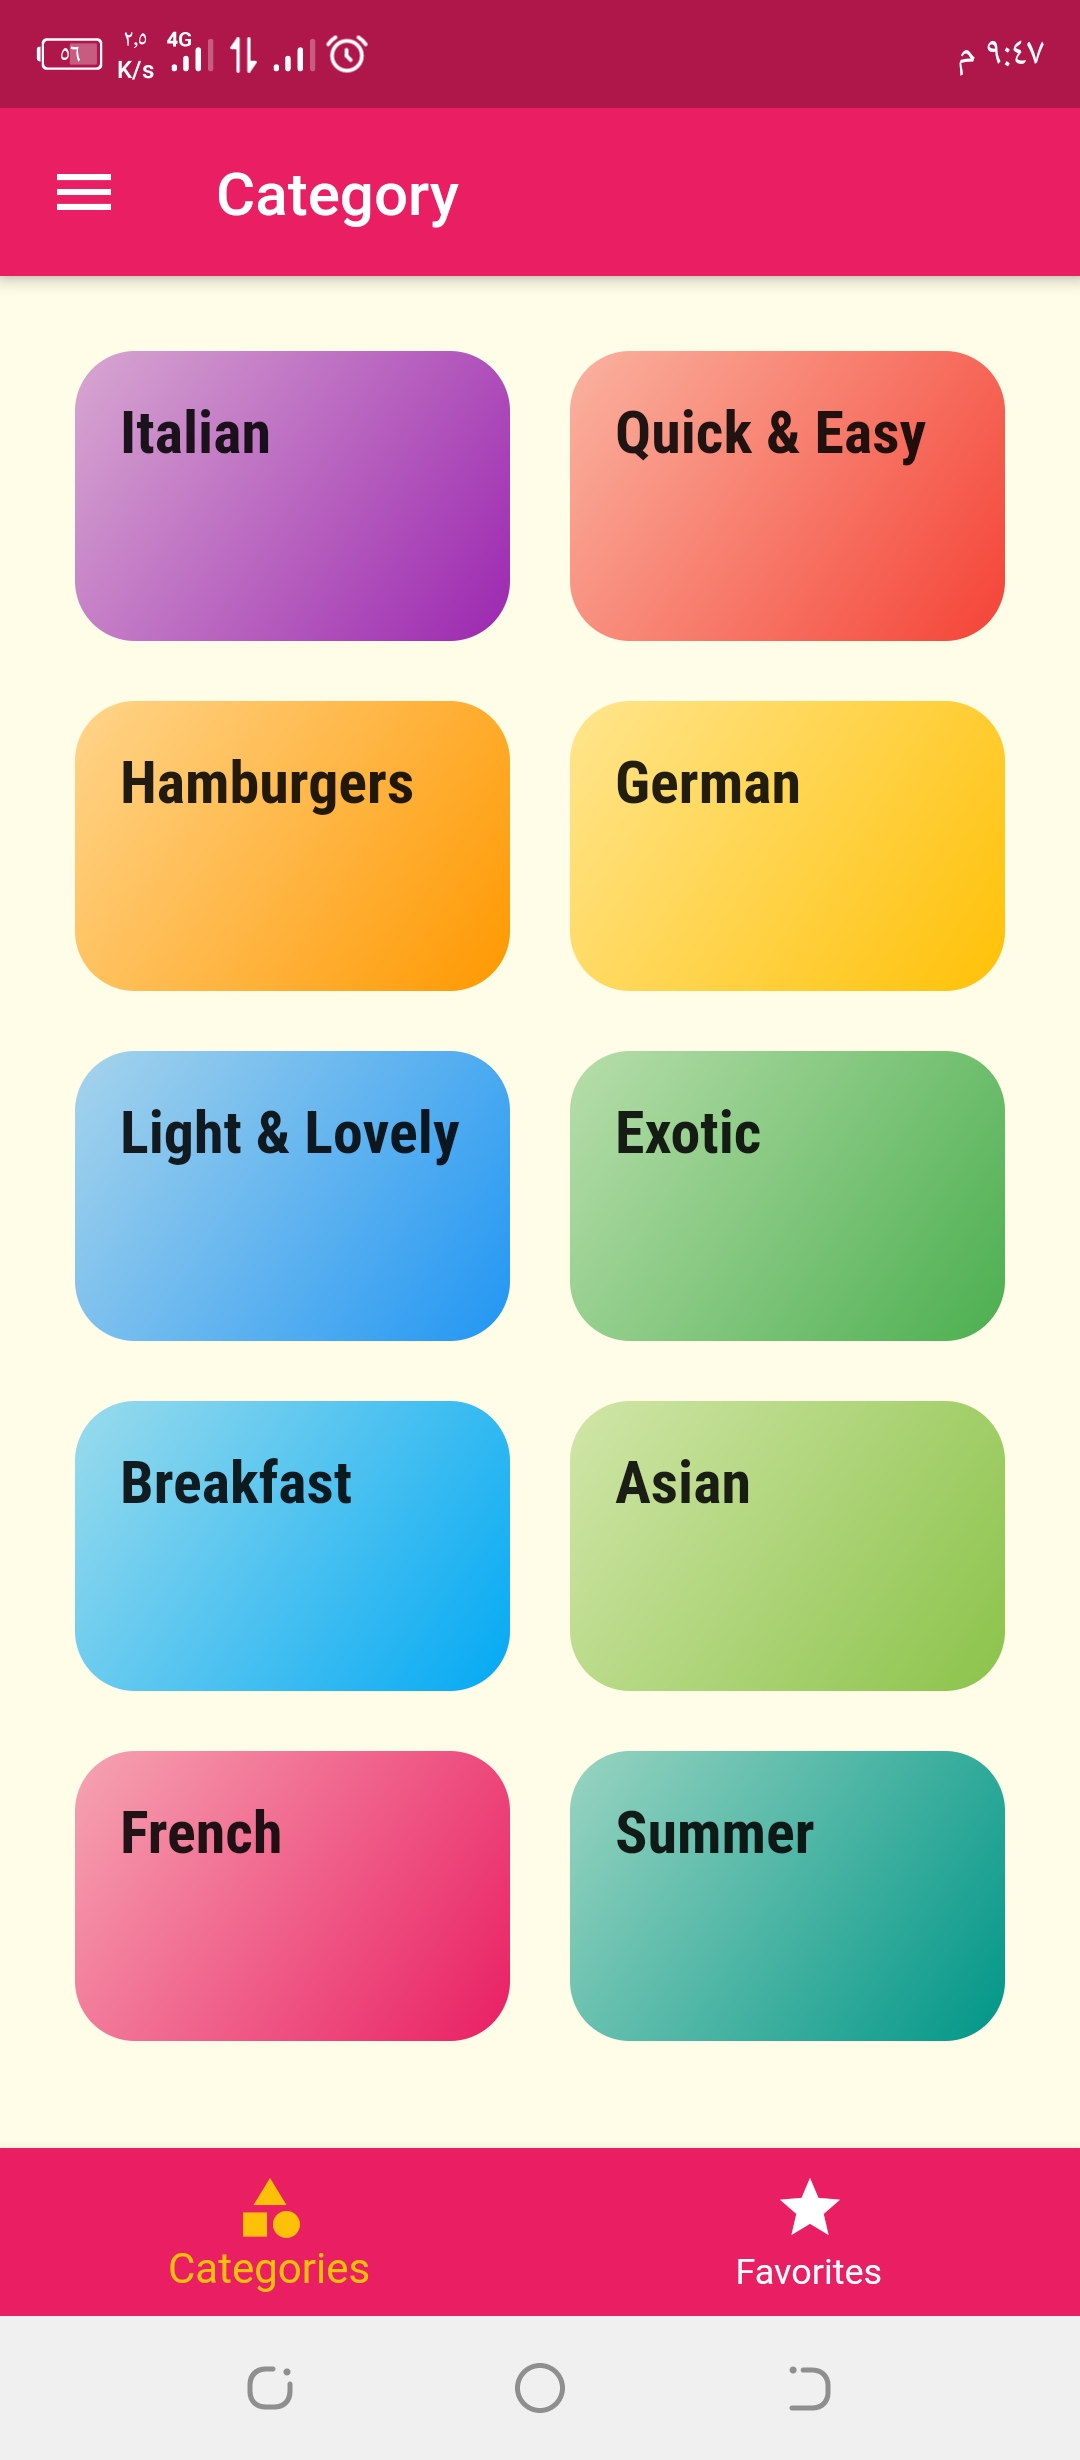 ٥٦ ٢,٥ K/s 4G ٩:٤٧ م
Category
Italian
Quick & Easy
Hamburgers
German
Light & Lovely
Exotic
Breakfast
Asian
French
Summer
Categories
Favorites